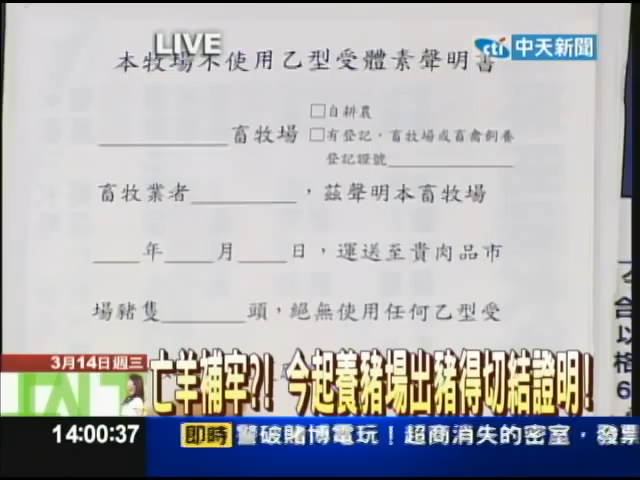 LIVE
cti 中天新聞
本牧場不使用乙型受體素聲明書
□自耕農
畜牧場 □有登記,畜牧場或畜禽飼養
登記證號
畜牧業者 ,茲聲明本畜牧場
年 月 日,運送至貴肉品市
場豬隻 頭,絕無使用任何乙型受
合
以
格
6
3月14日週三
亡羊補牢?! 今起養豬場出豬得切結證明!
14:00:37 即時 警破賭博電玩!超商消失的密室,發票